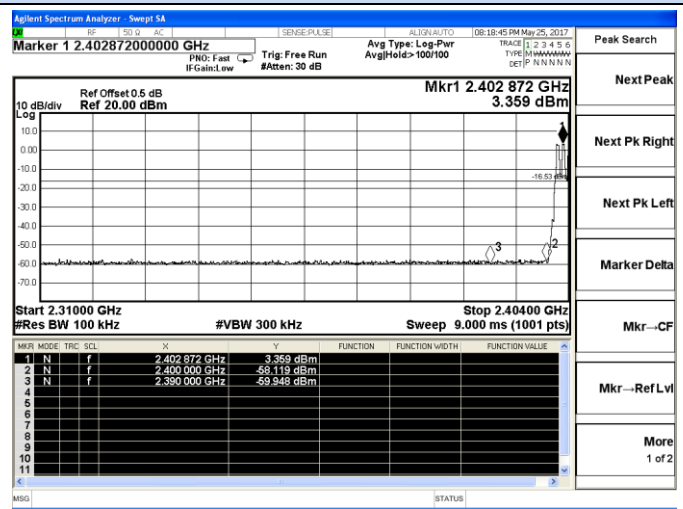 Agilent Spectrum Analyzer - Swept SA
RF 50 Ω AC SENSE:PULSE ALIGNAUTO 08:18:45 PM May 25, 2017
Marker 1 2.402872000000 GHz
PNO: Fast
IFGain:Low
Trig: Free Run
#Atten: 30 dB
Avg Type: Log-Pwr
Avg|Hold:>100/100
TRACE 1 2 3 4 5 6
TYPE M WWWWW
DET P N N N N N
Peak Search
Ref Offset 0.5 dB
10 dB/div Ref 20.00 dBm
Log
Mkr1 2.402 872 GHz
3.359 dBm
10.0
0.00
-10.0
-20.0
-30.0
-40.0
-50.0
-60.0
-70.0
1
-16.53 dBm
3
2
Start 2.31000 GHz
Stop 2.40400 GHz
#Res BW 100 kHz #VBW 300 kHz Sweep 9.000 ms (1001 pts)
MKR MODE TRC SCL X Y FUNCTION FUNCTION WIDTH FUNCTION VALUE
1 N f 2.402 872 GHz 3.359 dBm
2 N f 2.400 000 GHz -58.119 dBm
3 N f 2.390 000 GHz -59.948 dBm
4
5
6
7
8
9
10
11
MSG STATUS
Next Peak
Next Pk Right
Next Pk Left
Marker Delta
Mkr→CF
Mkr→Ref Lvl
More
1 of 2